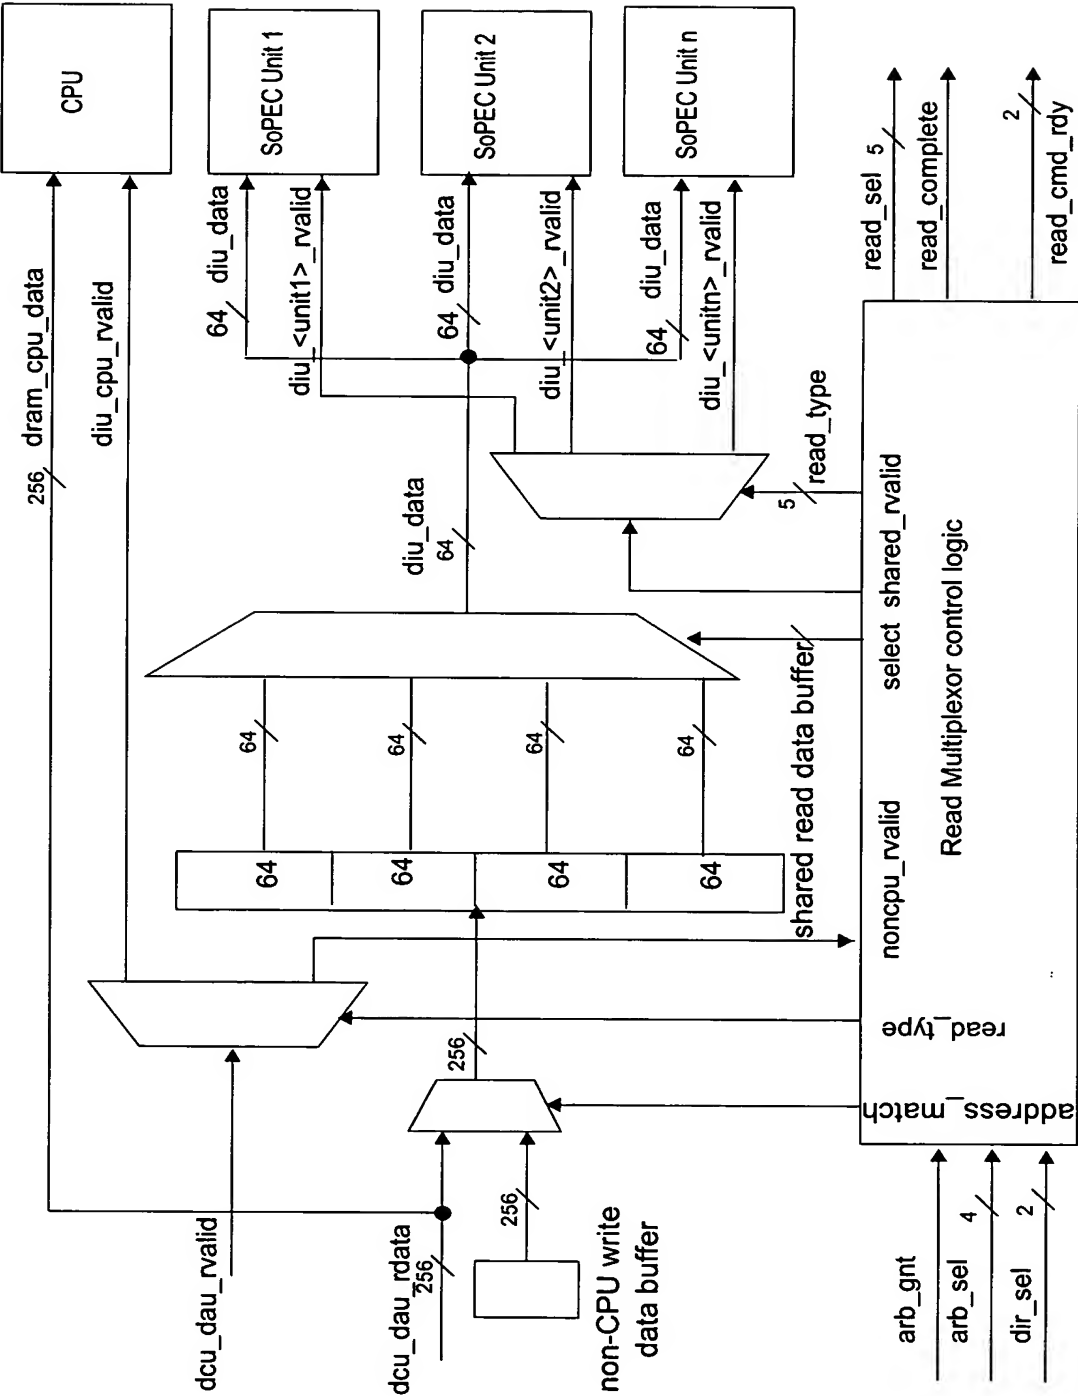 CPU
SoPEC Unit 1
SoPEC Unit 2
SoPEC Unit n
256
dram_cpu_data
diu_cpu_rvalid
64
diu_data
diu_<unit1>_rvalid
64
diu_data
diu_<unit2>_rvalid
64
diu_data
diu_<unitn>_rvalid
diu_data
64
5
read_type
read_sel
5
read_complete
2
read_cmd_rdy
64
64
64
64
64
64
64
64
shared read data buffer
select
shared_rvalid
noncpu_rvalid
Read Multiplexor control logic
read_type
address_match
256
256
dcu_dau_rvalid
dcu_dau_rdata
256
non-CPU write
data buffer
arb_gnt
arb_sel
4
dir_sel
2